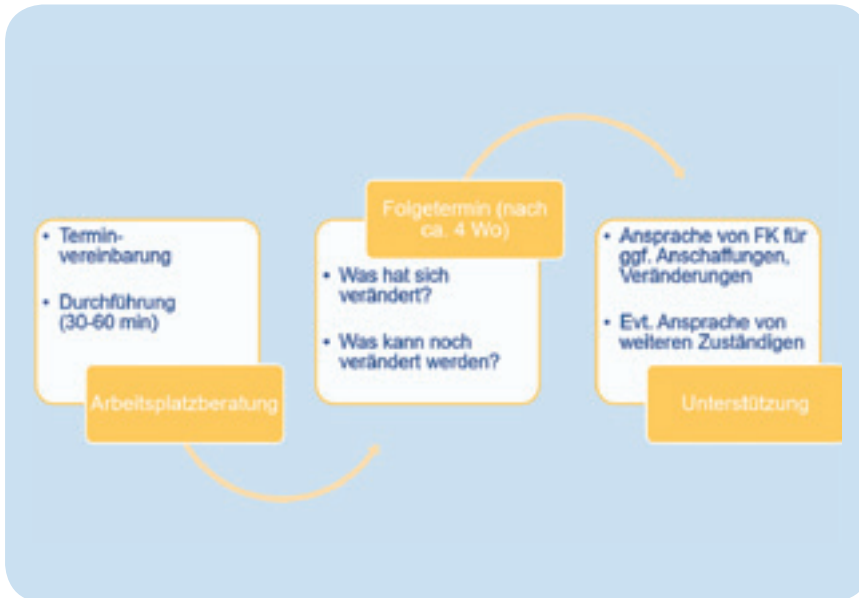 • Termin-
vereinbarung
• Durchführung
(30-60 min)
Arbeitsplatzberatung
Folgetermin (nach
ca. 4 Wo)
• Was hat sich
verändert?
• Was kann noch
verändert werden?
• Ansprache von FK für
ggf. Anschaffungen,
Veränderungen
• Evt. Ansprache von
weiteren Zuständigen
Unterstützung